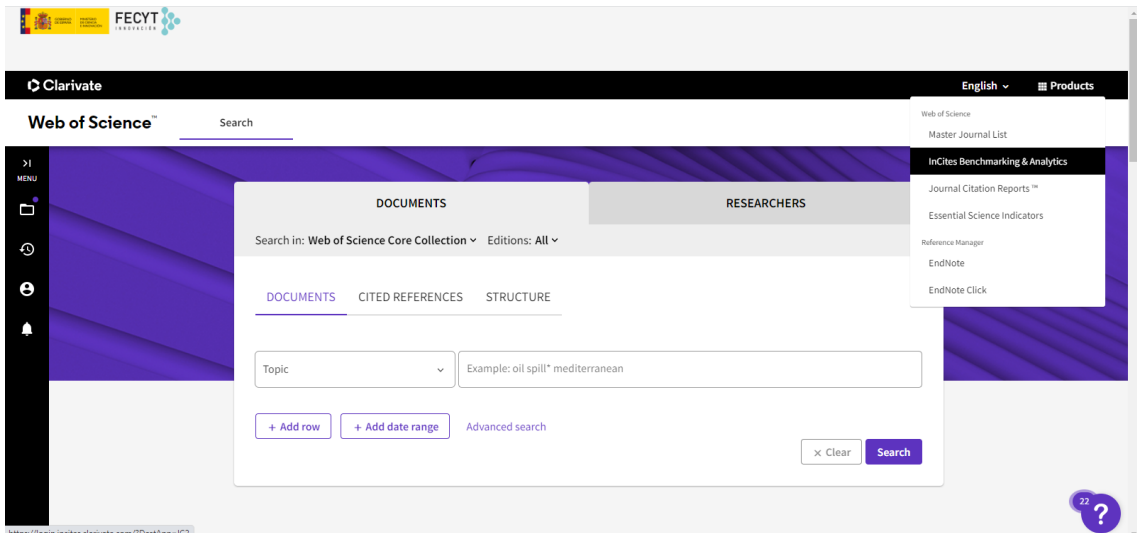 FECYT
INNOVACIÓN
Clarivate
English
Products
Web of Science™
Search
Web of Science
Master Journal List
InCites Benchmarking & Analytics
Journal Citation Reports ™
Essential Science Indicators
Reference Manager
EndNote
EndNote Click
MENU
DOCUMENTS
RESEARCHERS
Search in: Web of Science Core Collection Editions: All
DOCUMENTS CITED REFERENCES STRUCTURE
Topic
Example: oil spill* mediterranean
+ Add row
+ Add date range
Advanced search
× Clear
Search
22
?